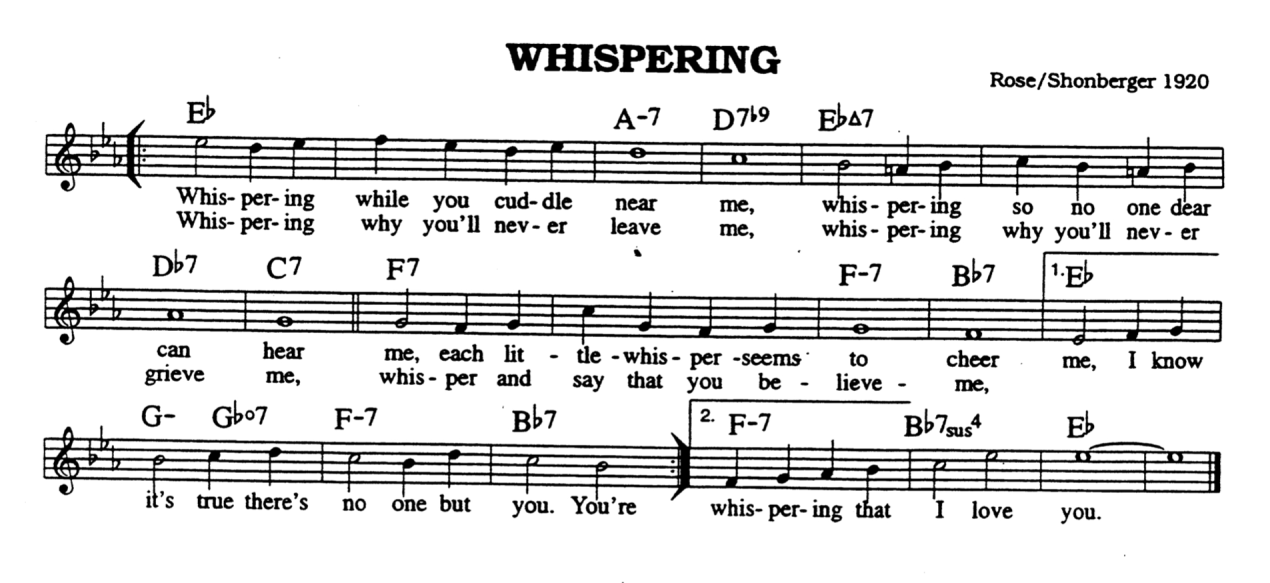 WHISPERING
Rose/Shonberger 1920
E♭ A-7 D7♭9 E♭Δ7
Whis- per- ing while you cud- dle near me, whis- per- ing so no one dear
Whis- per- ing why you'll nev- er leave me, whis- per- ing why you'll nev- er
D♭7 C7 F7 F-7 B♭7 1. E♭
can hear me, each lit - tle -whis- per -seems to cheer me, I know
grieve me, whis- per and say that you be - lieve - me,
G- G♭o7 F-7 B♭7 2. F-7 B♭7sus4 E♭
it's true there's no one but you. You're whis- per- ing that I love you.